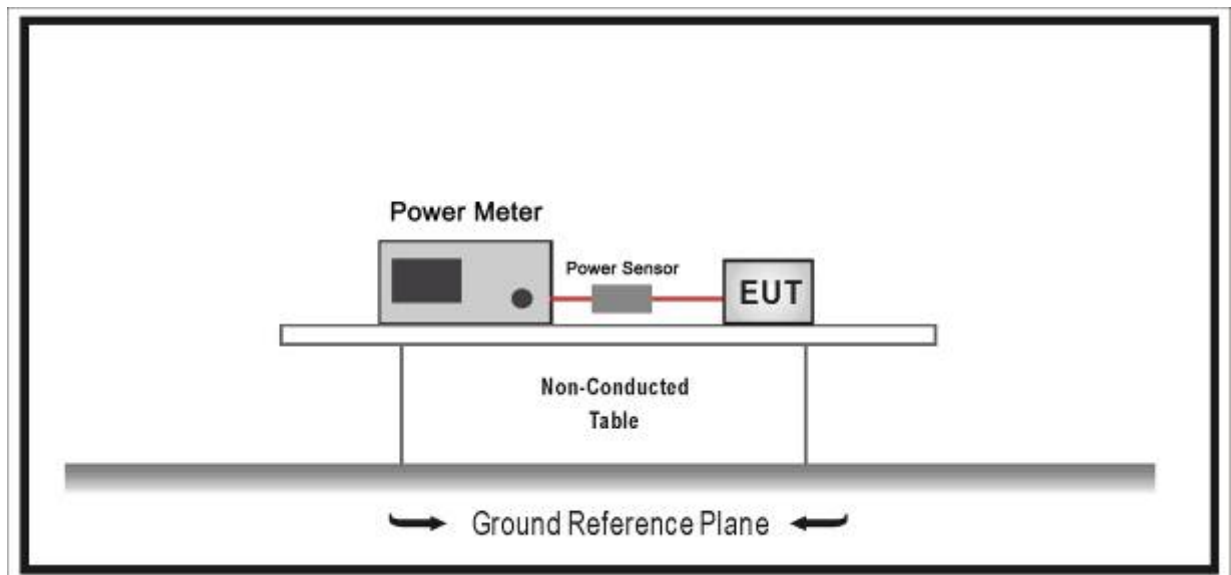 Power Meter
Power Sensor
EUT
Non-Conducted
Table
Ground Reference Plane